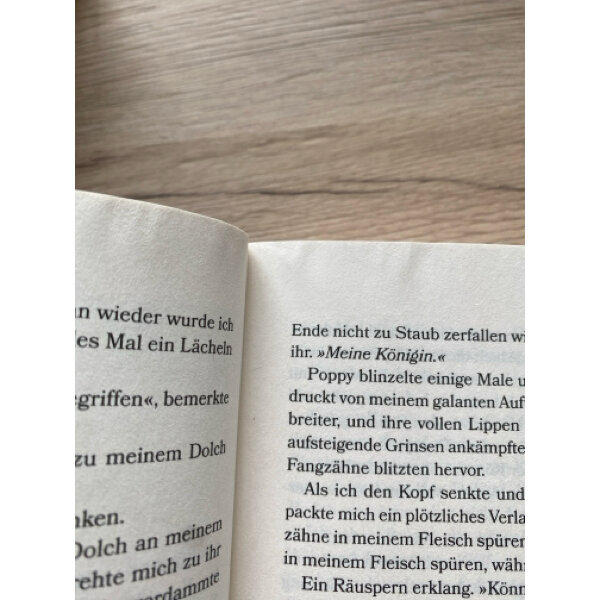 wieder wurde ich
Mal ein Lächeln
griffen«, bemerkte
zu meinem Dolch
nken.
Dolch an meinem
rehte mich zu ihr
dammte
Ende nicht zu Staub zerfallen wi
ihr. »Meine Königin.«
Poppy blinzelte einige Male u
druckt von meinem galanten Auf
breiter, und ihre vollen Lippen
aufsteigende Grinsen ankämpfte
Fangzähne blitzten hervor.
Als ich den Kopf senkte und
packte mich ein plötzliches Verla
zähne in meinem Fleisch spüren
in meinem Fleisch spüren, währ
Ein Räuspern erklang. »Könn